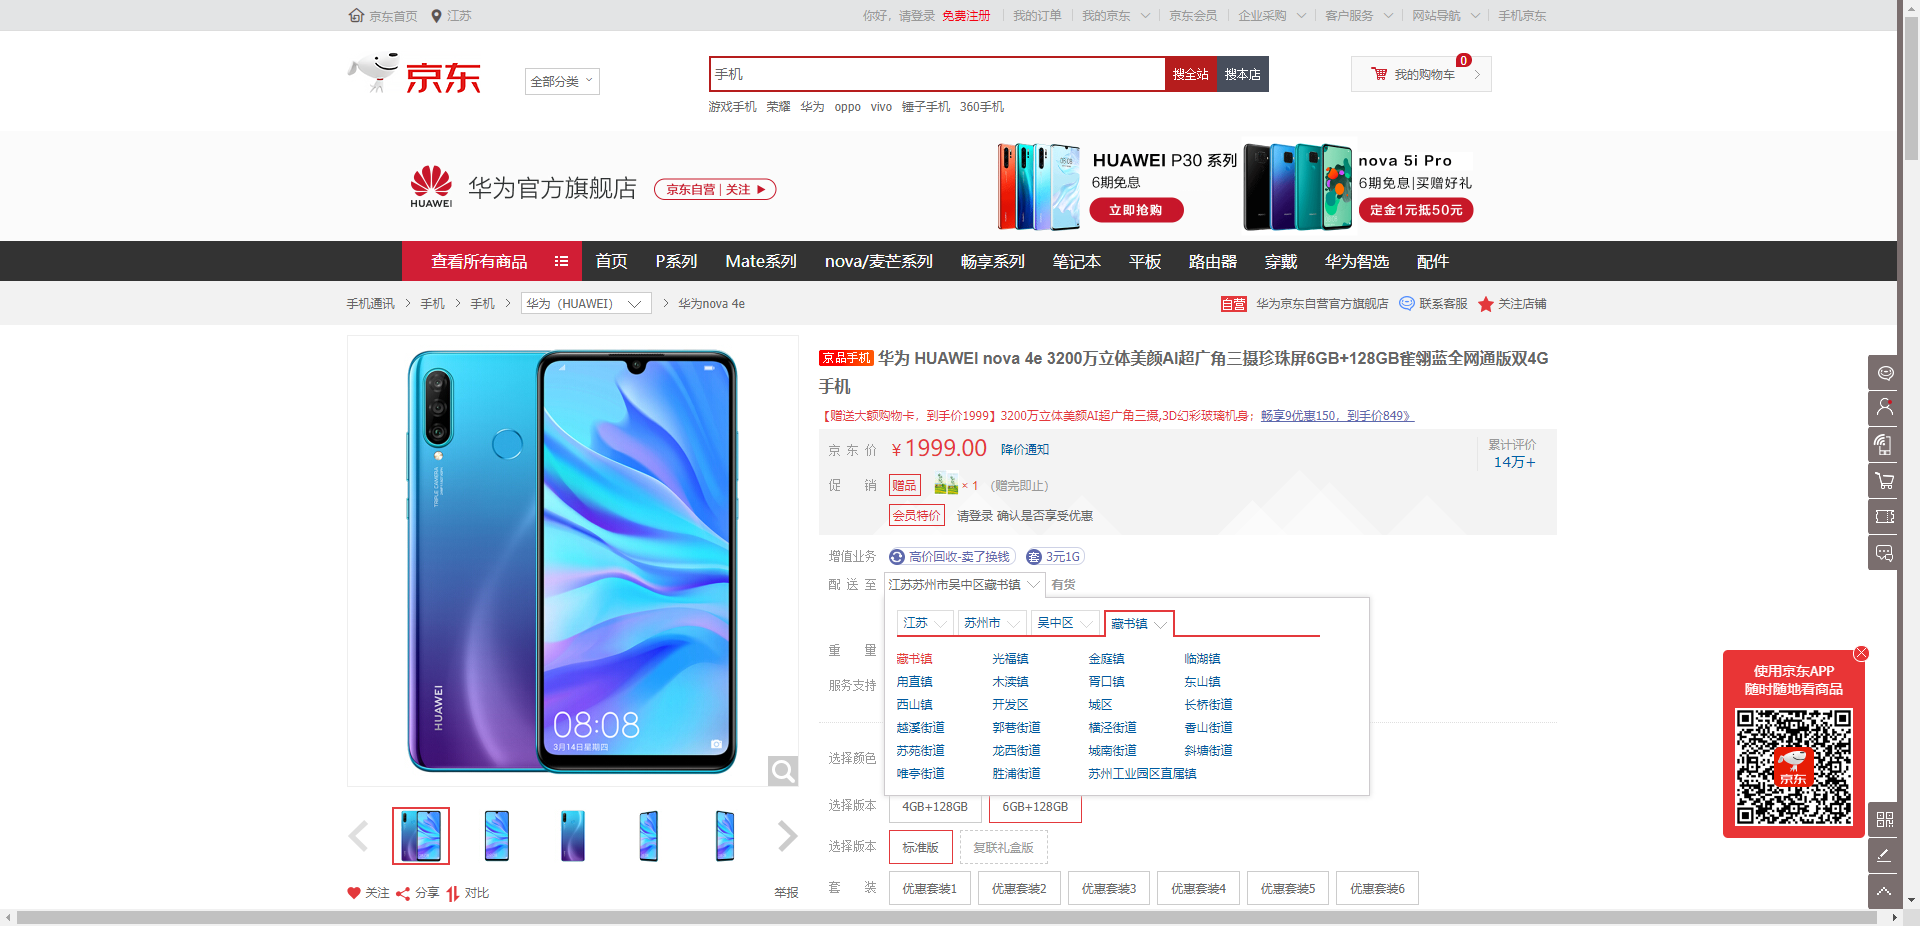 京东首页 江苏 你好，请登录 免费注册 我的订单 我的京东 京东会员 企业采购 客户服务 网站导航 手机京东
京东 全部分类 手机 搜全站 搜本店 0 我的购物车
游戏手机 荣耀 华为 oppo vivo 锤子手机 360手机
HUAWEI 华为官方旗舰店 京东自营 | 关注
HUAWEI P30 系列
6期免息
立即抢购
nova 5i Pro
6期免息|买赠好礼
定金1元抵50元
查看所有商品 首页 P系列 Mate系列 nova/麦芒系列 畅享系列 笔记本 平板 路由器 穿戴 华为智选 配件
手机通讯 > 手机 > 手机 > 华为（HUAWEI） > 华为nova 4e 自营 华为京东自营官方旗舰店 联系客服 关注店铺
京品手机 华为 HUAWEI nova 4e 3200万立体美颜AI超广角三摄珍珠屏6GB+128GB雀翎蓝全网通版双4G
手机
【赠送大额购物卡，到手价1999】3200万立体美颜AI超广角三摄,3D幻彩玻璃机身；畅享9优惠150，到手价849》
京东价 ￥1999.00 降价通知 累计评价
14万+
促销 赠品 × 1 （赠完即止）
会员特价 请登录 确认是否享受优惠
增值业务 高价回收-卖了换钱 套 3元1G
配送至 江苏苏州市吴中区藏书镇 有货
江苏 苏州市 吴中区 藏书镇
重量
服务支持
藏书镇 光福镇 金庭镇 临湖镇
甪直镇 木渎镇 胥口镇 东山镇
西山镇 开发区 城区 长桥街道
越溪街道 郭巷街道 横泾街道 香山街道
苏苑街道 龙西街道 城南街道 斜塘街道
唯亭街道 胜浦街道 苏州工业园区直属镇
选择颜色
选择版本 4GB+128GB 6GB+128GB
选择版本 标准版 复联礼盒版
套装 优惠套装1 优惠套装2 优惠套装3 优惠套装4 优惠套装5 优惠套装6
TRIPLE CAMERA
HUAWEI
08:08
3月14日星期四
关注 分享 对比 举报
使用京东APP
随时随地看商品
京东